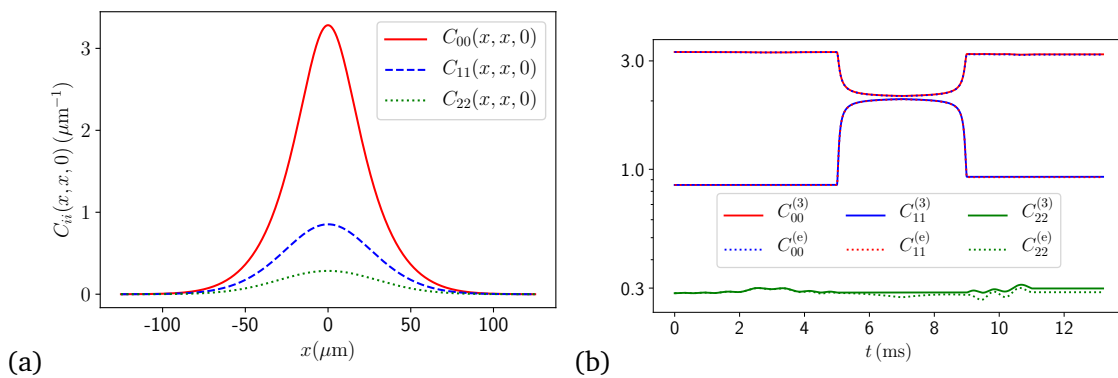 C₀₀(x, x, 0)
C₁₁(x, x, 0)
C₂₂(x, x, 0)
Cᵢᵢ(x, x, 0) (μm⁻¹)
3
2
1
0
-100 -50 0 50 100
x(μm)
(a)
3.0
1.0
0.3
C₀₀⁽³⁾ C₁₁⁽³⁾ C₂₂⁽³⁾
C₀₀⁽ᵉ⁾ C₁₁⁽ᵉ⁾ C₂₂⁽ᵉ⁾
0 2 4 6 8 10 12
t (ms)
(b)